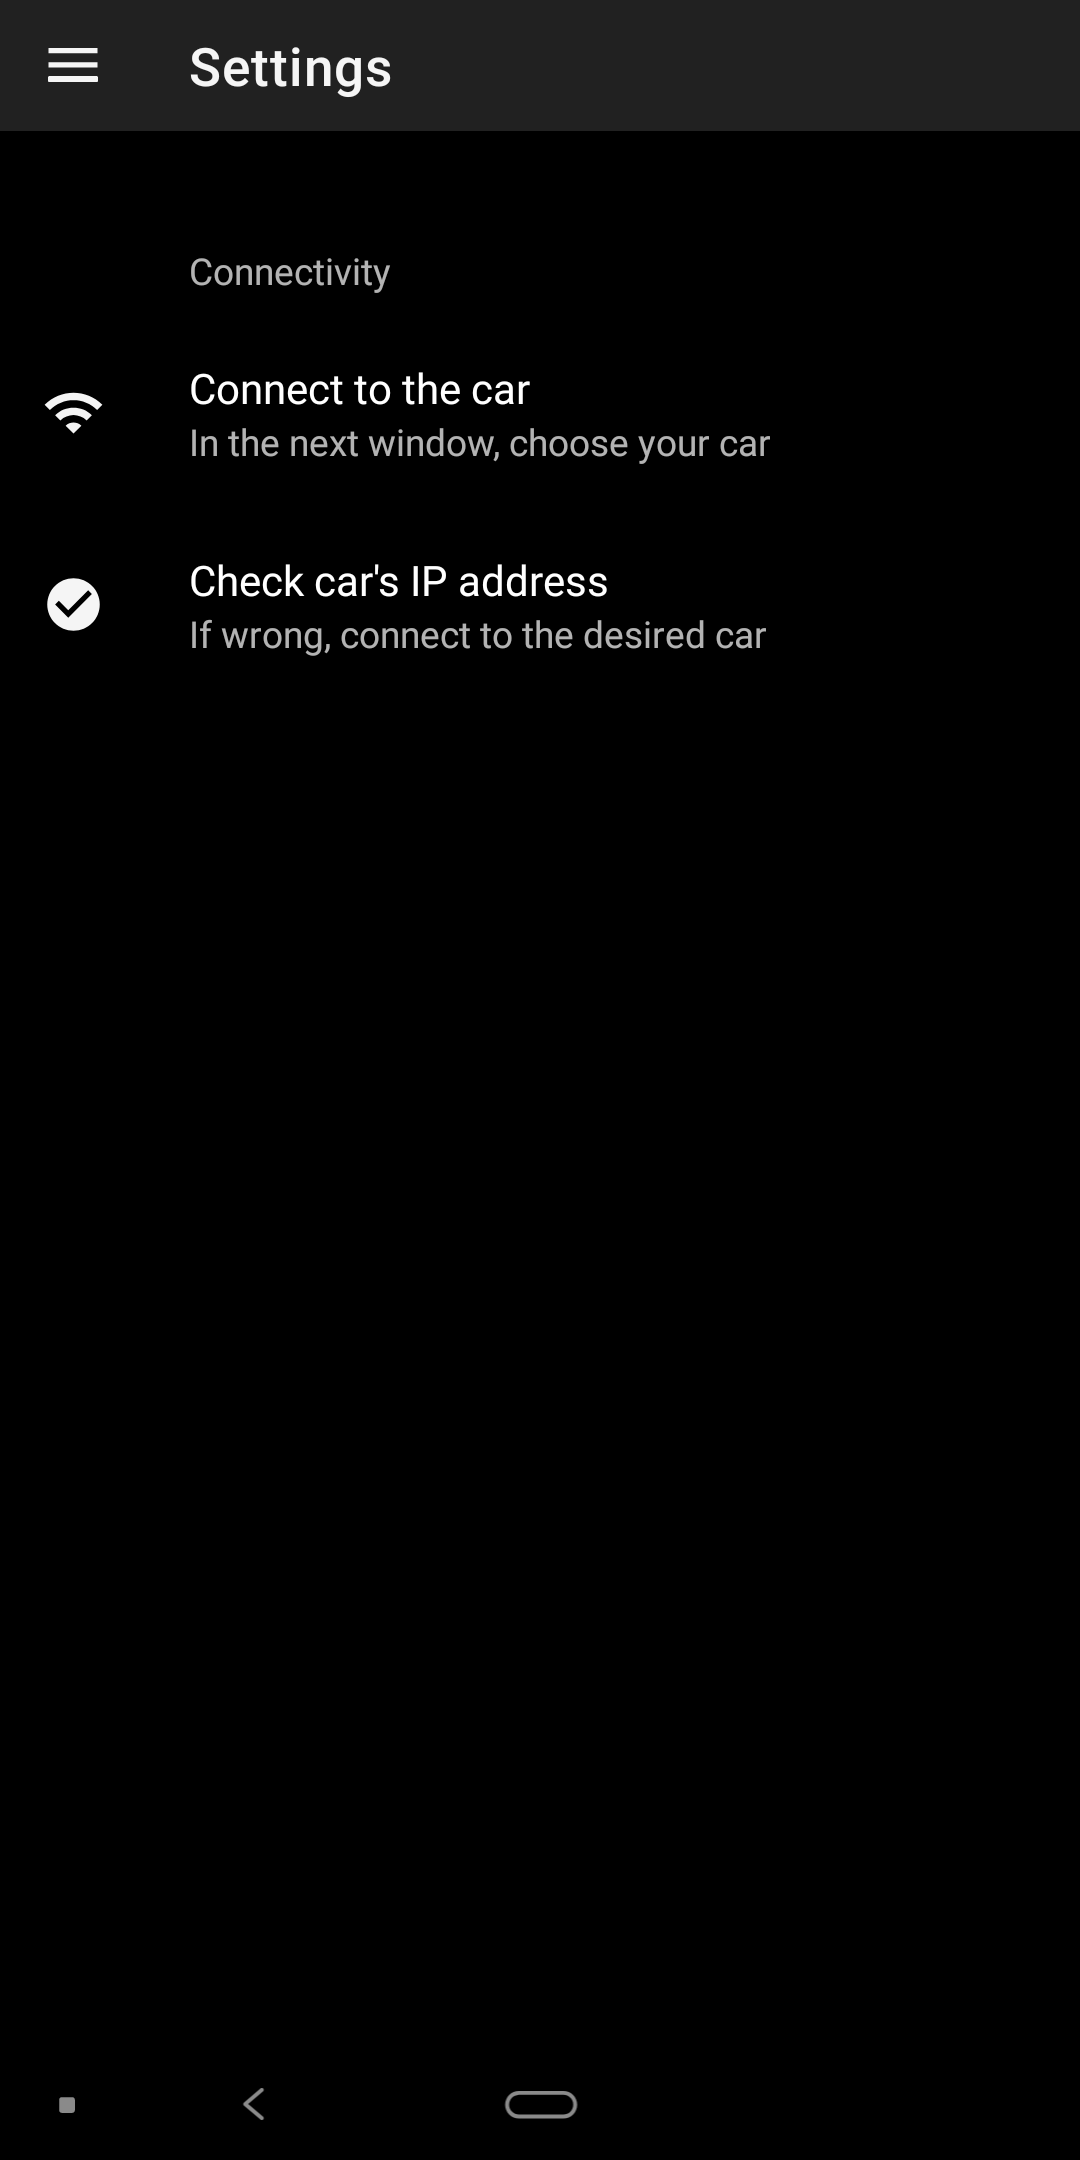 Settings
Connectivity
Connect to the car
In the next window, choose your car
Check car's IP address
If wrong, connect to the desired car